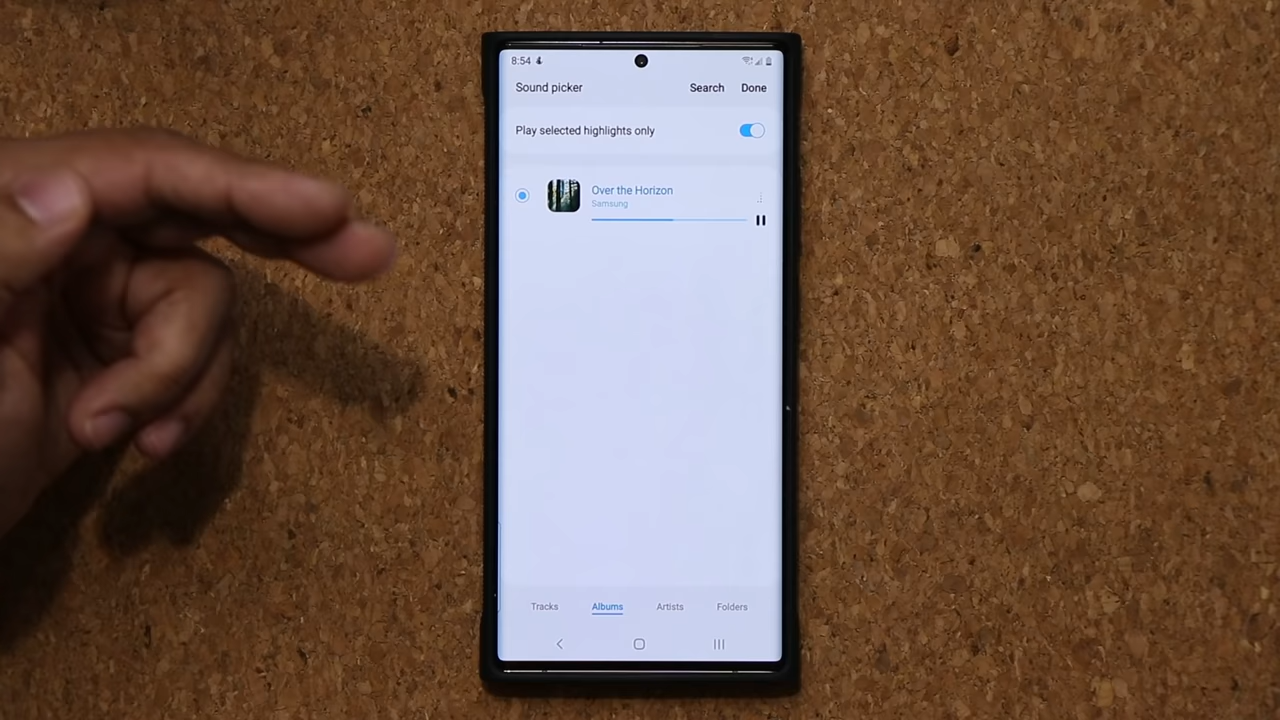 8:54
Sound picker Search Done
Play selected highlights only
Over the Horizon
Samsung
Tracks Albums Artists Folders